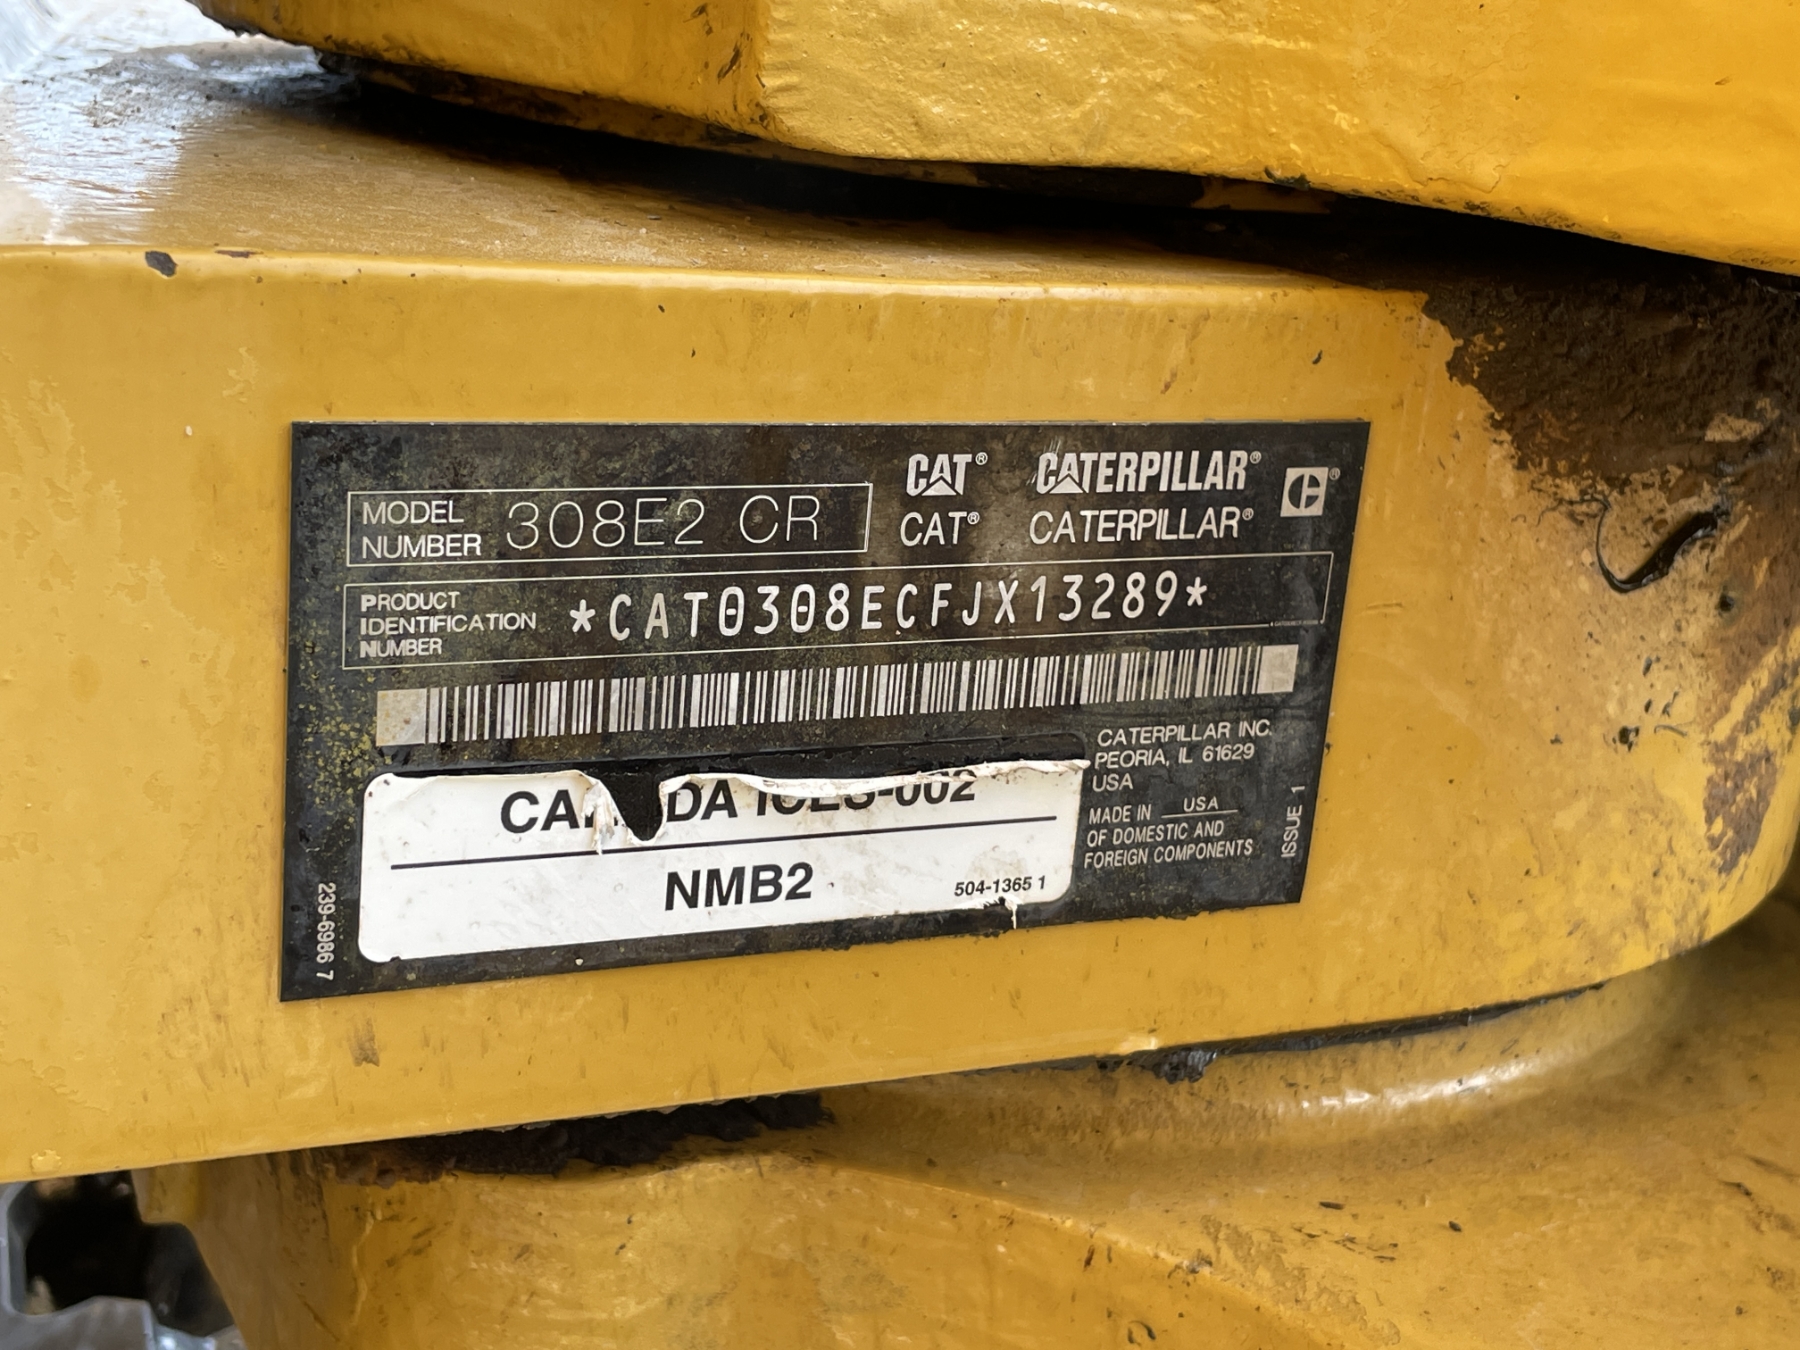 MODEL NUMBER 308E2 CR
CAT® CATERPILLAR®
CAT® CATERPILLAR®
PRODUCT IDENTIFICATION NUMBER *CAT0308ECFJX13289*
CATERPILLAR INC.
PEORIA, IL 61629
USA
MADE IN USA
OF DOMESTIC AND
FOREIGN COMPONENTS
ISSUE 1
-002
NMB2
504-1365 1
239-6986 7